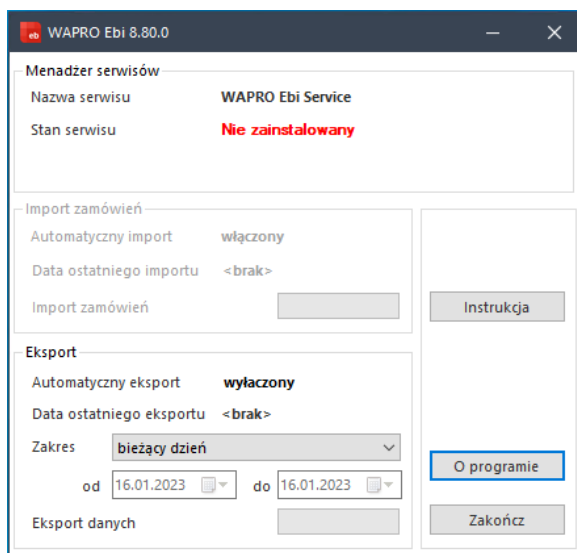 eb WAPRO Ebi 8.80.0
Menadżer serwisów
Nazwa serwisu WAPRO Ebi Service
Stan serwisu Nie zainstalowany
Import zamówień
Automatyczny import włączony
Data ostatniego importu <brak>
Import zamówień
Instrukcja
Eksport
Automatyczny eksport wyłaczony
Data ostatniego eksportu <brak>
Zakres bieżący dzień
od 16.01.2023 do 16.01.2023
Eksport danych
O programie
Zakończ